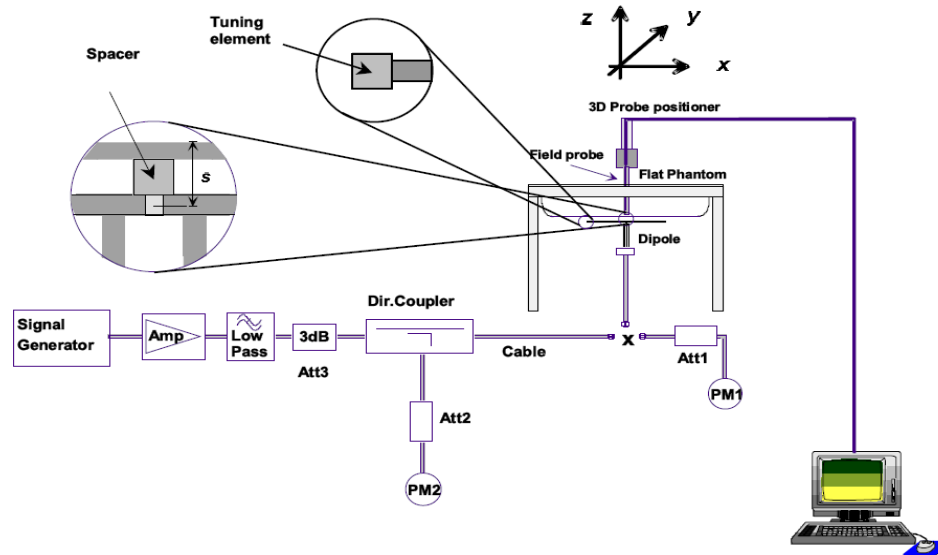 Tuning
element
Spacer
z
y
x
3D Probe positioner
Field probe
Flat Phantom
s
Dipole
Dir.Coupler
Signal
Generator
Amp
Low
Pass
3dB
Att3
Cable
x
Att1
PM1
Att2
PM2